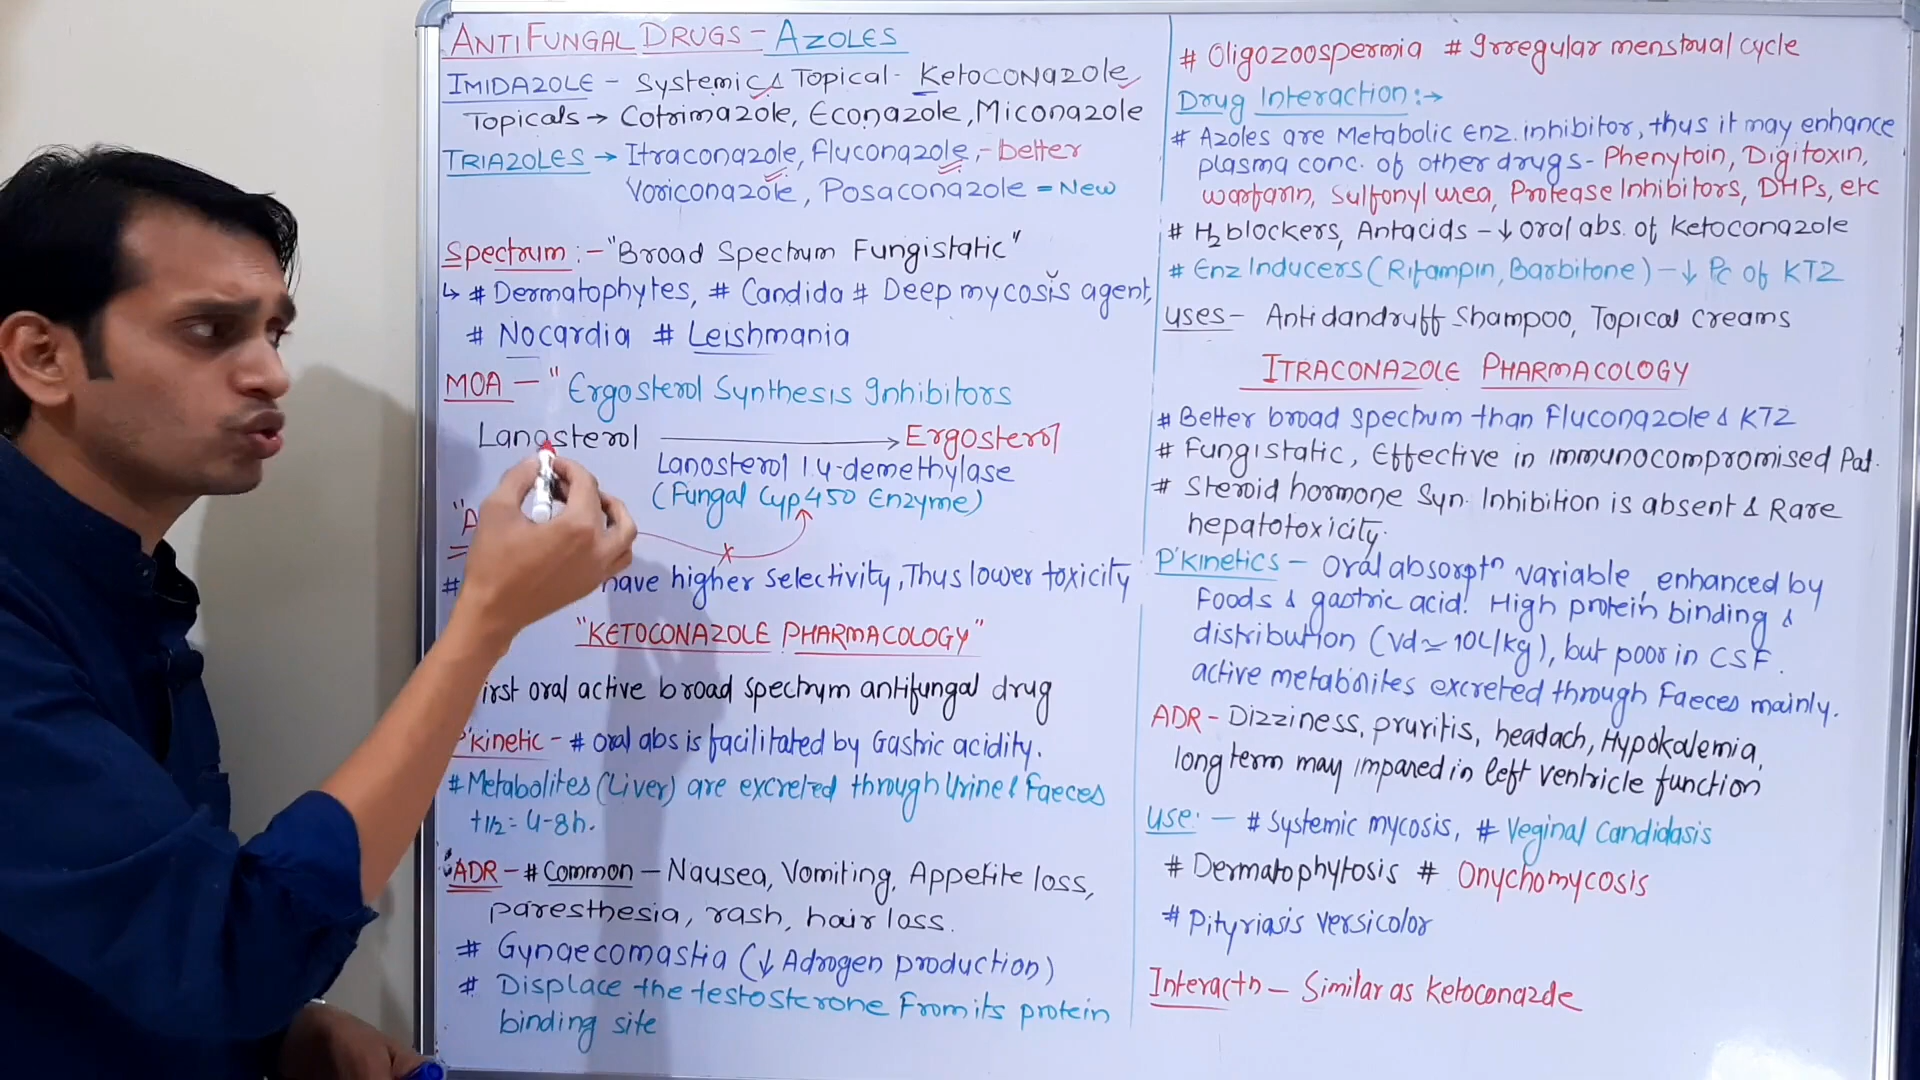 ANTIFUNGAL DRUGS - AZOLES
IMIDAZOLE - Systemic & Topical - Ketoconazole
Topicals → Cotrimazole, Econazole, Miconazole
TRIAZOLES → Itraconazole, Fluconazole, - better
Voriconazole, Posaconazole = New
Spectrum :- "Broad Spectrum Fungistatic"
↳ # Dermatophytes, # Candida # Deep mycosis agent,
# Nocardia # Leishmania
MOA - " Ergosterol Synthesis Inhibitors
Lanosterol → Ergosterol
Lanosterol 14-demethylase
(Fungal Cyp450 Enzyme)
"A
x
# have higher selectivity, Thus lower toxicity
"KETOCONAZOLE PHARMACOLOGY"
irst oral active broad spectrum antifungal drug
P'kinetic - # oral abs is facilitated by Gastric acidity.
# Metabolites (Liver) are excreted through Urine & Faeces
t1/2 = 4-8h.
ADR - # Common - Nausea, Vomiting, Appetite loss,
paresthesia, rash, hair loss.
# Gynaecomastia (↓ Adrogen production)
# Displace the testosterone From its protein
binding site
# Oligozoospermia # Irregular menstrual cycle
Drug Interaction :→
# Azoles are Metabolic Enz. inhibitor, thus it may enhance
plasma conc. of other drugs - Phenytoin, Digitoxin,
warfarin, Sulfonyl urea, Protease Inhibitors, DHPs, etc
# H2 blockers, Antacids - ↓ oral abs. of Ketoconazole
# Enz Inducers (Rifampin, Barbitone) - ↓ Pc of KTZ
Uses - Antidandruff Shampoo, Topical creams
ITRACONAZOLE PHARMACOLOGY
# Better broad spectrum than Fluconazole & KTZ
# Fungistatic, Effective in immunocompromised Pat.
# Steroid hormone Syn. Inhibition is absent & Rare
hepatotoxicity.
P'kinetics - Oral absorptn variable, enhanced by
Foods & gastric acid. High protein binding &
distribution (Vd ≃ 10L/kg), but poor in CSF.
active metabolites excreted through Faeces mainly.
ADR - Dizziness, pruritis, headach, Hypokalemia,
long term may impared in left ventricle function
Use: - # Systemic mycosis, # Veginal Candidasis
# Dermatophytosis # Onychomycosis
# Pityriasis versicolor
Interactn - Similar as Ketoconazole